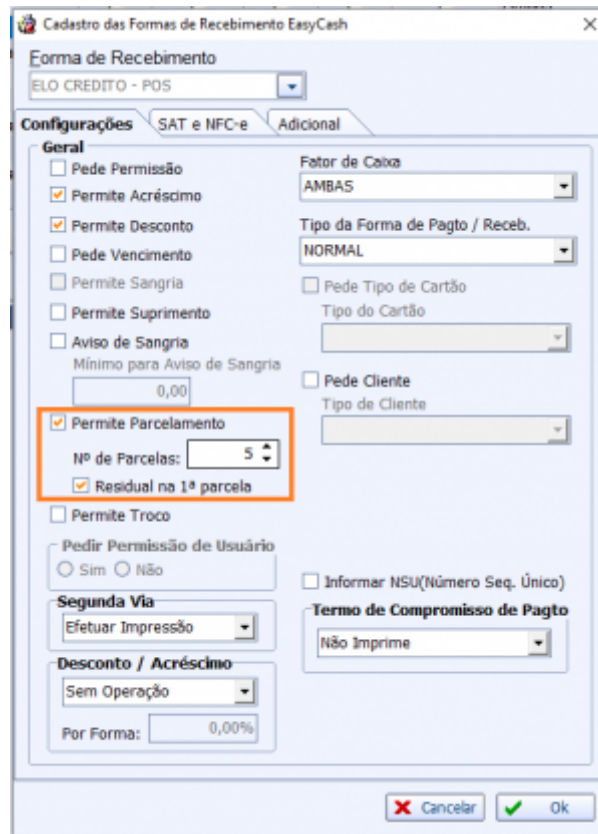 Cadastro das Formas de Recebimento EasyCash
Forma de Recebimento
ELO CREDITO - POS
Configurações SAT e NFC-e Adicional
Geral
Pede Permissão
Permite Acréscimo
Permite Desconto
Pede Vencimento
Permite Sangria
Permite Suprimento
Aviso de Sangria
Mínimo para Aviso de Sangria
0,00
Permite Parcelamento
Nº de Parcelas: 5
Residual na 1ª parcela
Permite Troco
Pedir Permissão de Usuário
Sim Não
Segunda Via
Efetuar Impressão
Desconto / Acréscimo
Sem Operação
Por Forma: 0,00%
Fator de Caixa
AMBAS
Tipo da Forma de Pagto / Receb.
NORMAL
Pede Tipo de Cartão
Tipo do Cartão
Pede Cliente
Tipo de Cliente
Informar NSU(Número Seq. Único)
Termo de Compromisso de Pagto
Não Imprime
Cancelar Ok